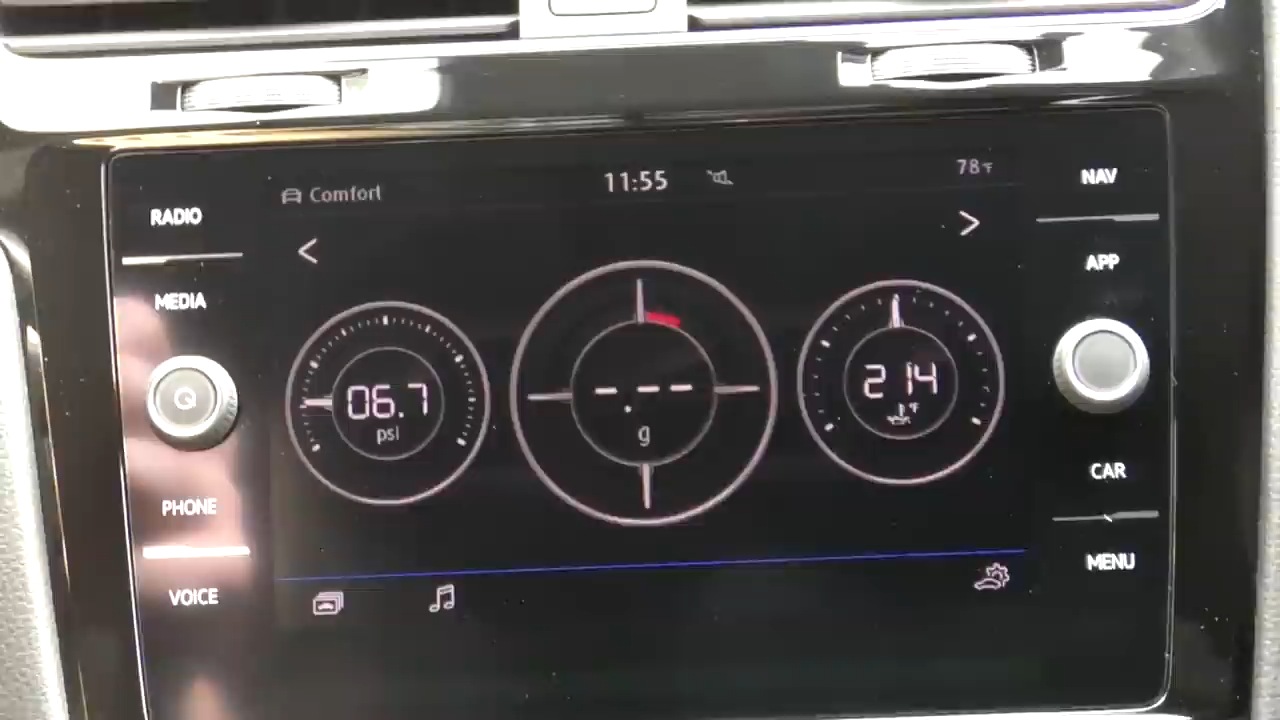 Comfort
11:55
78°F
RADIO
MEDIA
PHONE
VOICE
NAV
APP
CAR
MENU
06.7
psi
-.--
g
214
°F